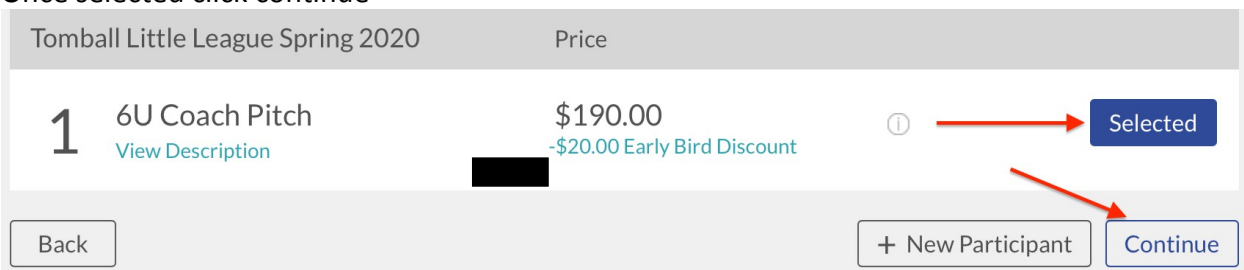 Once selected click continue
Tomball Little League Spring 2020 Price
1 6U Coach Pitch $190.00 Selected
View Description -$20.00 Early Bird Discount
Back + New Participant Continue